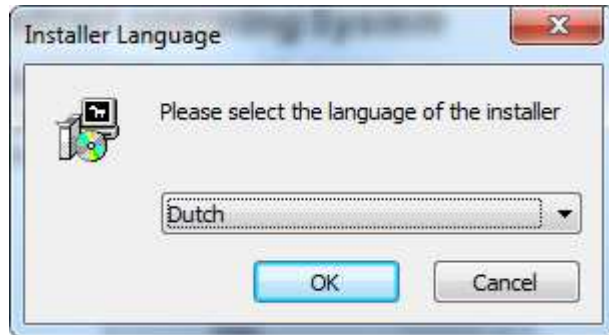 Installer Language
Please select the language of the installer
Dutch
OK
Cancel